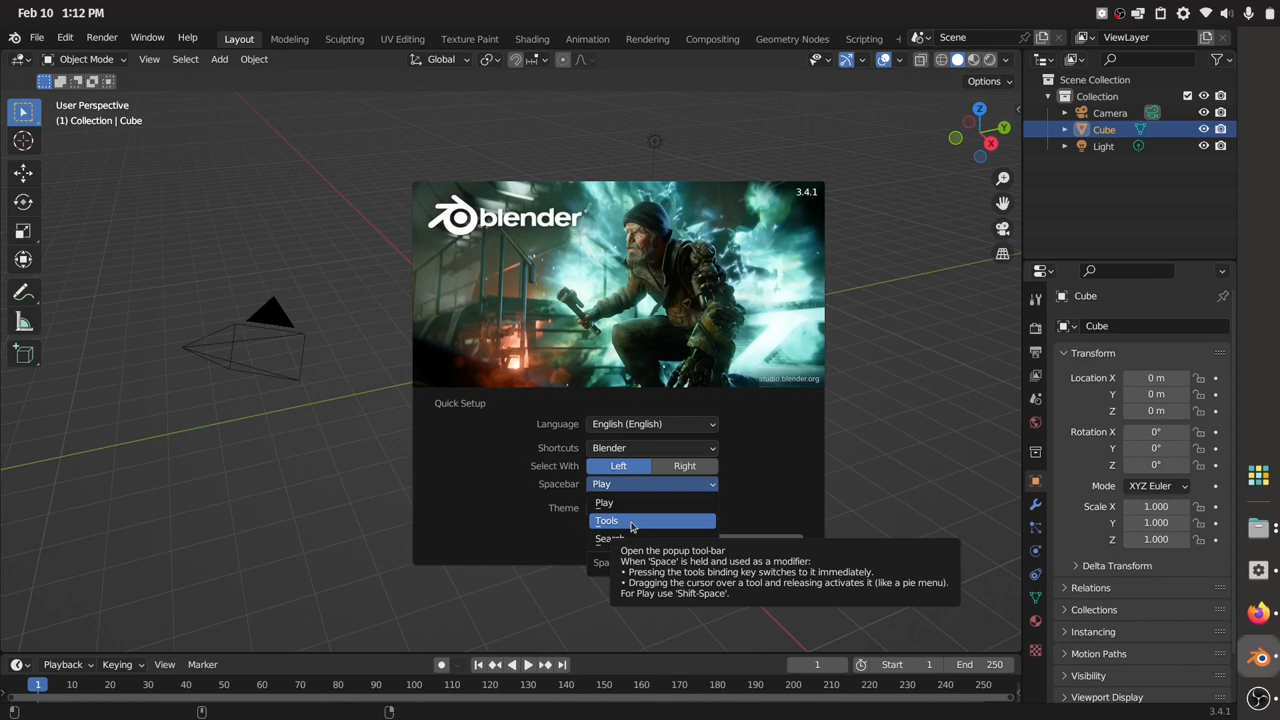 Feb 10 1:12 PM
File Edit Render Window Help Layout Modeling Sculpting UV Editing Texture Paint Shading Animation Rendering Compositing Geometry Nodes Scripting Scene ViewLayer
Object Mode View Select Add Object Global
Options
User Perspective
(1) Collection | Cube
Z
Y
X
Scene Collection
Collection
Camera
Cube
Light
3.4.1
blender
studio.blender.org
Quick Setup
Language English (English)
Shortcuts Blender
Select With Left Right
Spacebar Play
Play
Theme
Tools
Search
Spa
Open the popup tool-bar
When 'Space' is held and used as a modifier:
• Pressing the tools binding key switches to it immediately.
• Dragging the cursor over a tool and releasing activates it (like a pie menu).
For Play use 'Shift-Space'.
Cube
Cube
Transform
Location X 0 m
Y 0 m
Z 0 m
Rotation X 0°
Y 0°
Z 0°
Mode XYZ Euler
Scale X 1.000
Y 1.000
Z 1.000
Delta Transform
Relations
Collections
Instancing
Motion Paths
Visibility
Viewport Display
Playback Keying View Marker 1 Start 1 End 250
1 10 20 30 40 50 60 70 80 90 100 110 120 130 140 150 160 170 180 190 200 210 220 230 240 250
3.4.1